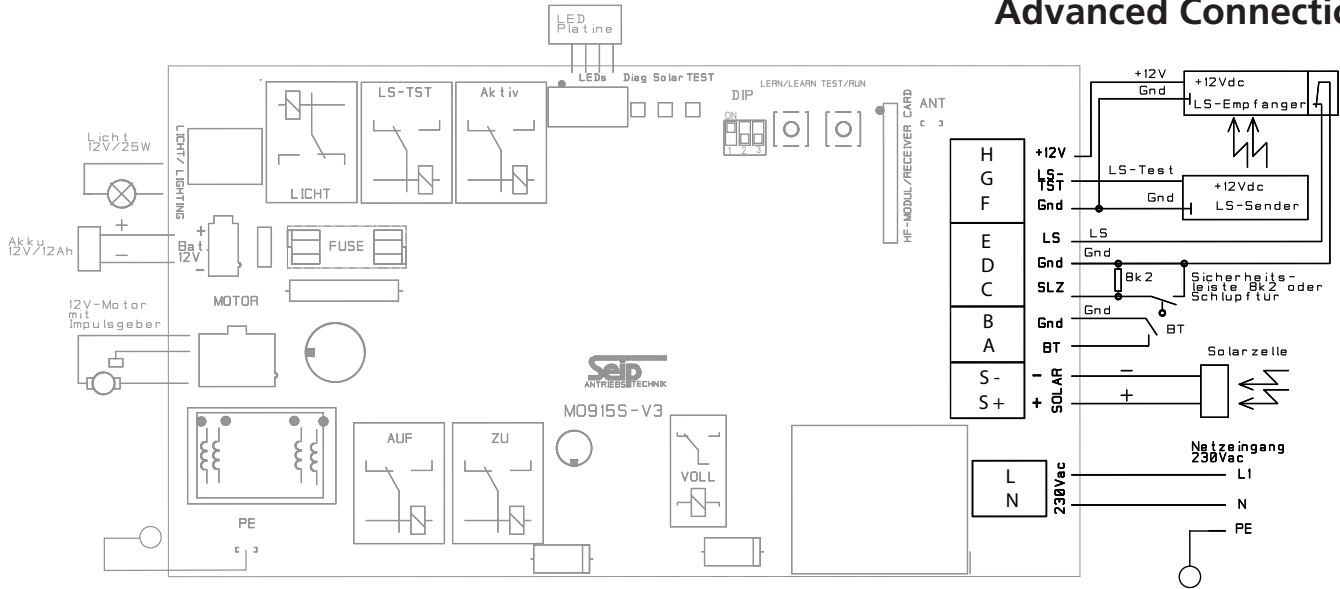 Advanced Connectio
LED
Platine
LEDs Diag Solar TEST
LERN/LEARN TEST/RUN
LS-TST
Aktiv
DIP
ON
1 2 3
ANT
HF-MODUL/RECEIVER CARD
LICHT/ LIGHTING
LICHT
Licht
12V/25W
+
-
Akku
12V/12Ah
+
Bat
12V
-
FUSE
12V-Motor
mit
Impulsgeber
MOTOR
Seip
ANTRIEBSTECHNIK
M0915S-V3
AUF
ZU
VOLL
PE
H +12V
G LS-TST
F Gnd
E LS
D Gnd
C SLZ
B Gnd
A BT
S- -
S+ +
SOLAR
L
N
230Vac
+12V
Gnd
+12Vdc
LS-Empfanger
LS-Test
Gnd
+12Vdc
LS-Sender
LS
Gnd
8k2
Sicherheits-
leiste 8k2 oder
Schlupftur
Gnd
BT
Solarzelle
-
+
Netzeingang
230Vac
L1
N
PE